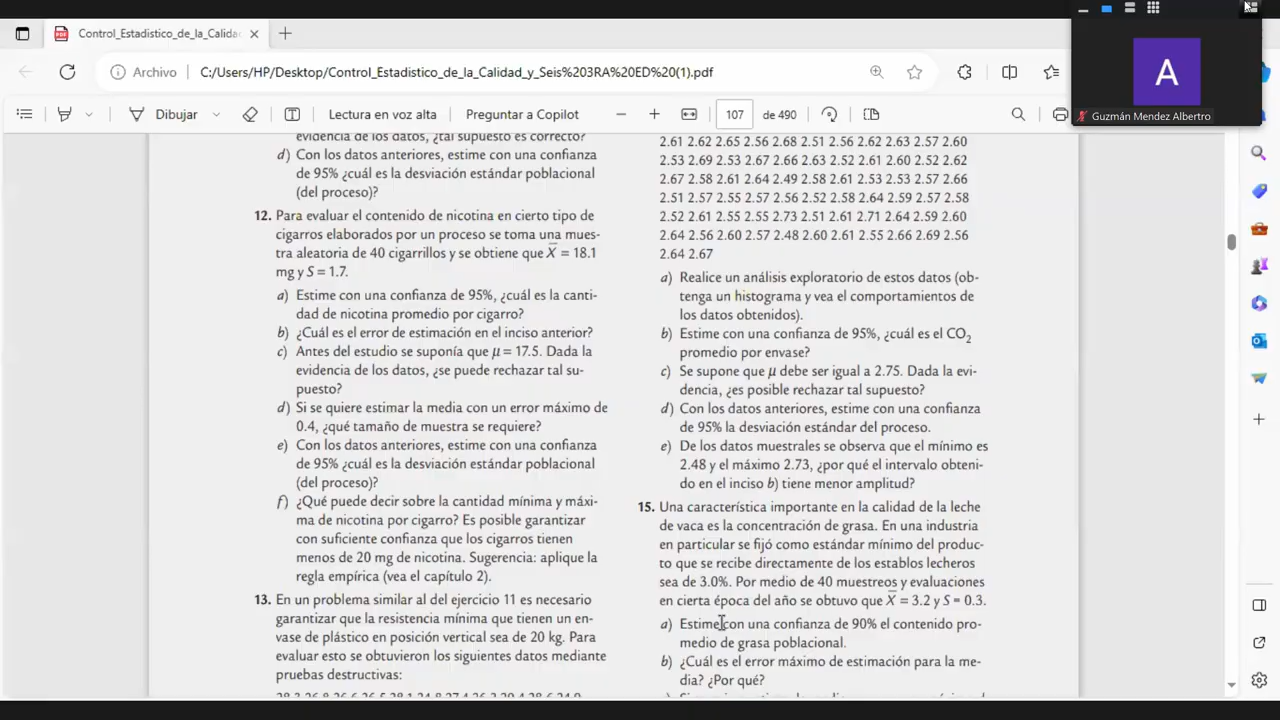 Control_Estadistico_de_la_Calida
Archivo
C:/Users/HP/Desktop/Control_Estadistico_de_la_Calidad_y_Seis%203RA%20ED%20(1).pdf
A
Guzmán Mendez Albertro
Dibujar
Lectura en voz alta
Preguntar a Copilot
107
de 490
evidencia de los datos, ¿tal supuesto es correcto?
d) Con los datos anteriores, estime con una confianza
de 95% ¿cuál es la desviación estándar poblacional
(del proceso)?
12. Para evaluar el contenido de nicotina en cierto tipo de
cigarros elaborados por un proceso se toma una mues-
tra aleatoria de 40 cigarrillos y se obtiene que X̅ = 18.1
mg y S = 1.7.
a) Estime con una confianza de 95%, ¿cuál es la canti-
dad de nicotina promedio por cigarro?
b) ¿Cuál es el error de estimación en el inciso anterior?
c) Antes del estudio se suponía que μ = 17.5. Dada la
evidencia de los datos, ¿se puede rechazar tal su-
puesto?
d) Si se quiere estimar la media con un error máximo de
0.4, ¿qué tamaño de muestra se requiere?
e) Con los datos anteriores, estime con una confianza
de 95% ¿cuál es la desviación estándar poblacional
(del proceso)?
f) ¿Qué puede decir sobre la cantidad mínima y máxi-
ma de nicotina por cigarro? Es posible garantizar
con suficiente confianza que los cigarros tienen
menos de 20 mg de nicotina. Sugerencia: aplique la
regla empírica (vea el capítulo 2).
13. En un problema similar al del ejercicio 11 es necesario
garantizar que la resistencia mínima que tienen un en-
vase de plástico en posición vertical sea de 20 kg. Para
evaluar esto se obtuvieron los siguientes datos mediante
pruebas destructivas:
2.61 2.62 2.65 2.56 2.68 2.51 2.56 2.62 2.63 2.57 2.60
2.53 2.69 2.53 2.67 2.66 2.63 2.52 2.61 2.60 2.52 2.62
2.67 2.58 2.61 2.64 2.49 2.58 2.61 2.53 2.53 2.57 2.66
2.51 2.57 2.55 2.57 2.56 2.52 2.58 2.64 2.59 2.57 2.58
2.52 2.61 2.55 2.55 2.73 2.51 2.61 2.71 2.64 2.59 2.60
2.64 2.56 2.60 2.57 2.48 2.60 2.61 2.55 2.66 2.69 2.56
2.64 2.67
a) Realice un análisis exploratorio de estos datos (ob-
tenga un histograma y vea el comportamientos de
los datos obtenidos).
b) Estime con una confianza de 95%, ¿cuál es el CO₂
promedio por envase?
c) Se supone que μ debe ser igual a 2.75. Dada la evi-
dencia, ¿es posible rechazar tal supuesto?
d) Con los datos anteriores, estime con una confianza
de 95% la desviación estándar del proceso.
e) De los datos muestrales se observa que el mínimo es
2.48 y el máximo 2.73, ¿por qué el intervalo obteni-
do en el inciso b) tiene menor amplitud?
15. Una característica importante en la calidad de la leche
de vaca es la concentración de grasa. En una industria
en particular se fijó como estándar mínimo del produc-
to que se recibe directamente de los establos lecheros
sea de 3.0%. Por medio de 40 muestreos y evaluaciones
en cierta época del año se obtuvo que X̅ = 3.2 y S = 0.3.
a) Estime con una confianza de 90% el contenido pro-
medio de grasa poblacional.
b) ¿Cuál es el error máximo de estimación para la me-
dia? ¿Por qué?